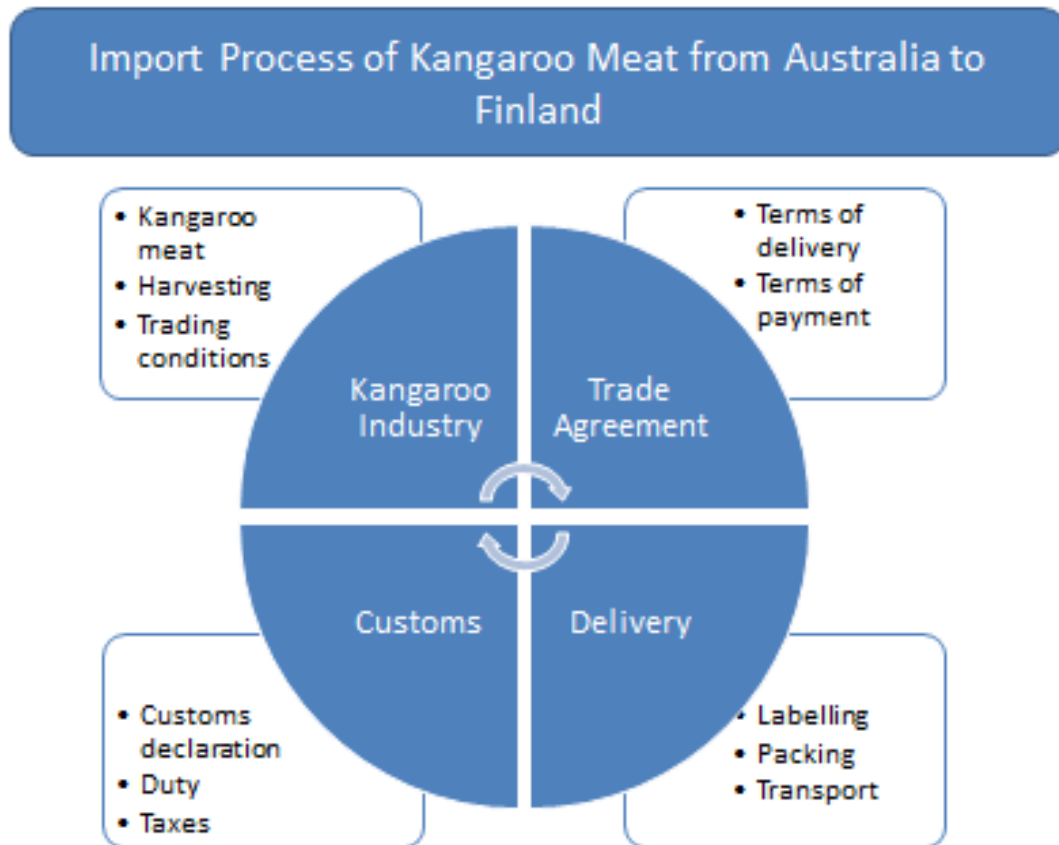 Import Process of Kangaroo Meat from Australia to
Finland
• Kangaroo
meat
• Harvesting
• Trading
conditions
• Terms of
delivery
• Terms of
payment
Kangaroo
Industry
Trade
Agreement
Customs
Delivery
• Customs
declaration
• Duty
• Taxes
• Labelling
• Packing
• Transport